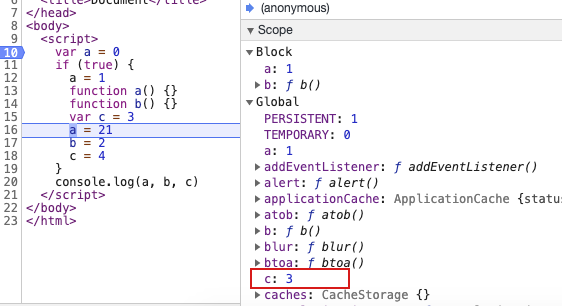 6 <title>Document</title>
7 </head>
8 <body>
9 <script>
10 var a = 0
11 if (true) {
12 a = 1
13 function a() {}
14 function b() {}
15 var c = 3
16 a = 21
17 b = 2
18 c = 4
19 }
20 console.log(a, b, c)
21 </script>
22 </body>
23 </html>
(anonymous)
Scope
Block
a: 1
b: ƒ b()
Global
PERSISTENT: 1
TEMPORARY: 0
a: 1
addEventListener: ƒ addEventListener()
alert: ƒ alert()
applicationCache: ApplicationCache {status
atob: ƒ atob()
b: ƒ b()
blur: ƒ blur()
btoa: ƒ btoa()
c: 3
caches: CacheStorage {}